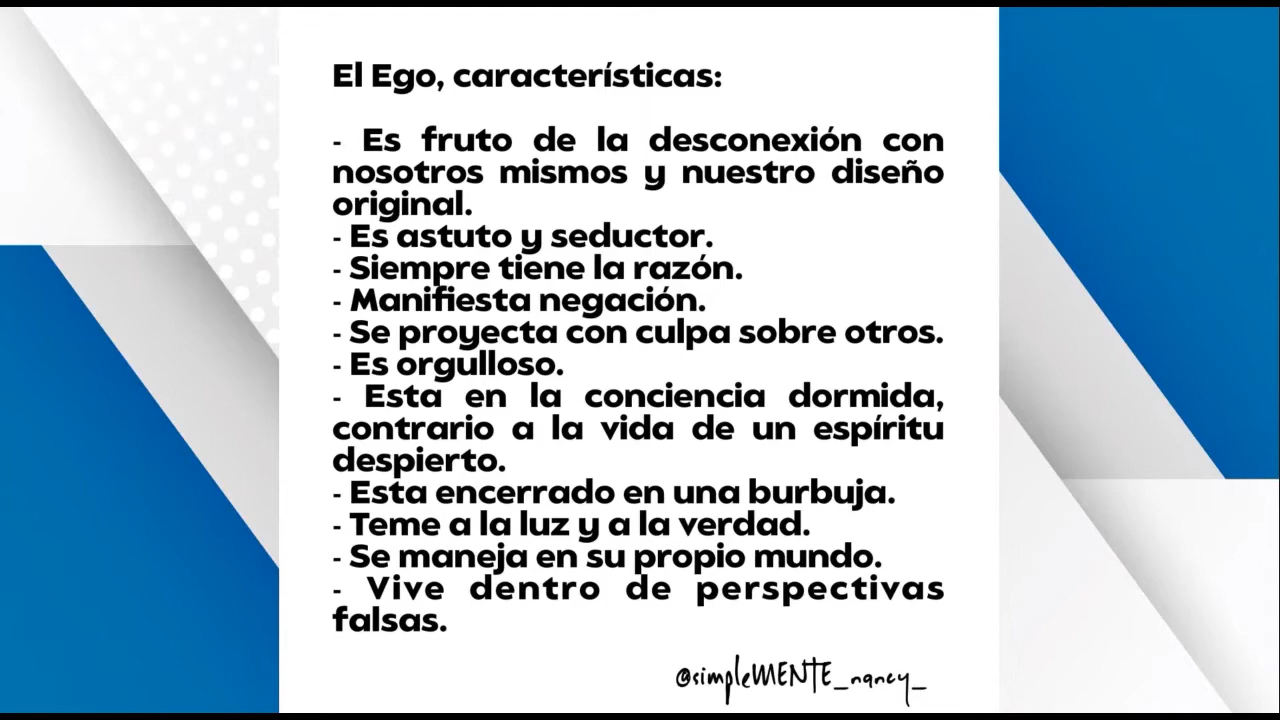 El Ego, características:
- Es fruto de la desconexión con
nosotros mismos y nuestro diseño
original.
- Es astuto y seductor.
- Siempre tiene la razón.
- Manifiesta negación.
- Se proyecta con culpa sobre otros.
- Es orgulloso.
- Esta en la conciencia dormida,
contrario a la vida de un espíritu
despierto.
- Esta encerrado en una burbuja.
- Teme a la luz y a la verdad.
- Se maneja en su propio mundo.
- Vive dentro de perspectivas
falsas.
@simpleMENTE_nancy_